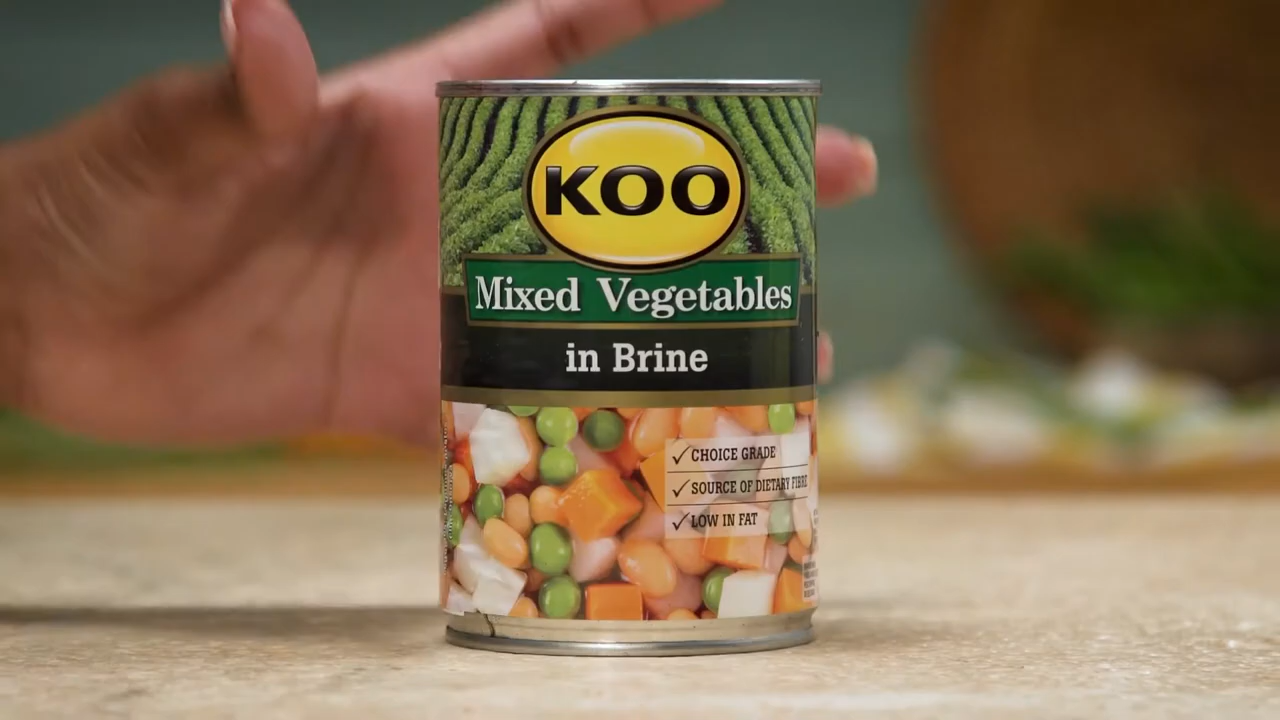 KOO
Mixed Vegetables
in Brine
✓ CHOICE GRADE
✓ SOURCE OF DIETARY FIBRE
✓ LOW IN FAT